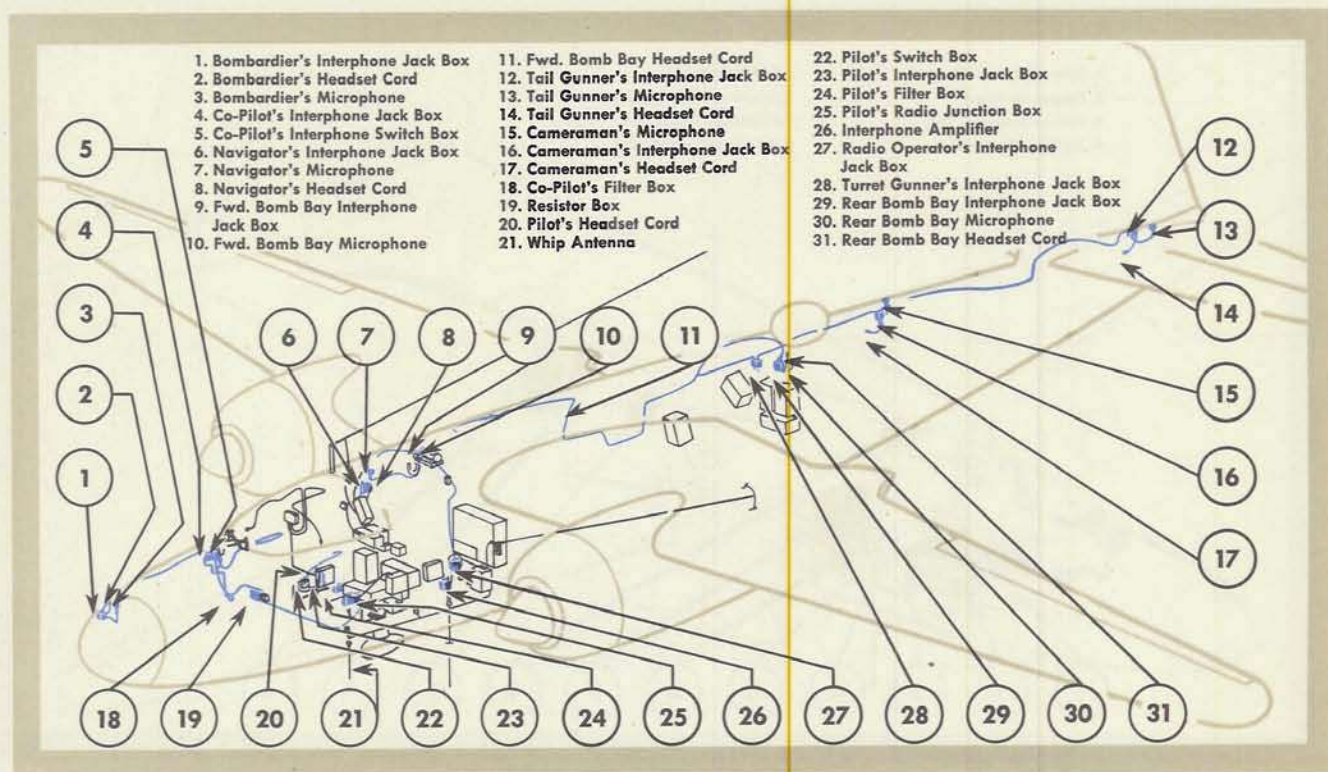 1. Bombardier's Interphone Jack Box
2. Bombardier's Headset Cord
3. Bombardier's Microphone
4. Co-Pilot's Interphone Jack Box
5. Co-Pilot's Interphone Switch Box
6. Navigator's Interphone Jack Box
7. Navigator's Microphone
8. Navigator's Headset Cord
9. Fwd. Bomb Bay Interphone
Jack Box
10. Fwd. Bomb Bay Microphone
11. Fwd. Bomb Bay Headset Cord
12. Tail Gunner's Interphone Jack Box
13. Tail Gunner's Microphone
14. Tail Gunner's Headset Cord
15. Cameraman's Microphone
16. Cameraman's Interphone Jack Box
17. Cameraman's Headset Cord
18. Co-Pilot's Filter Box
19. Resistor Box
20. Pilot's Headset Cord
21. Whip Antenna
22. Pilot's Switch Box
23. Pilot's Interphone Jack Box
24. Pilot's Filter Box
25. Pilot's Radio Junction Box
26. Interphone Amplifier
27. Radio Operator's Interphone
Jack Box
28. Turret Gunner's Interphone Jack Box
29. Rear Bomb Bay Interphone Jack Box
30. Rear Bomb Bay Microphone
31. Rear Bomb Bay Headset Cord
5
4
3
2
1
6
7
8
9
10
11
12
13
14
15
16
17
18
19
20
21
22
23
24
25
26
27
28
29
30
31